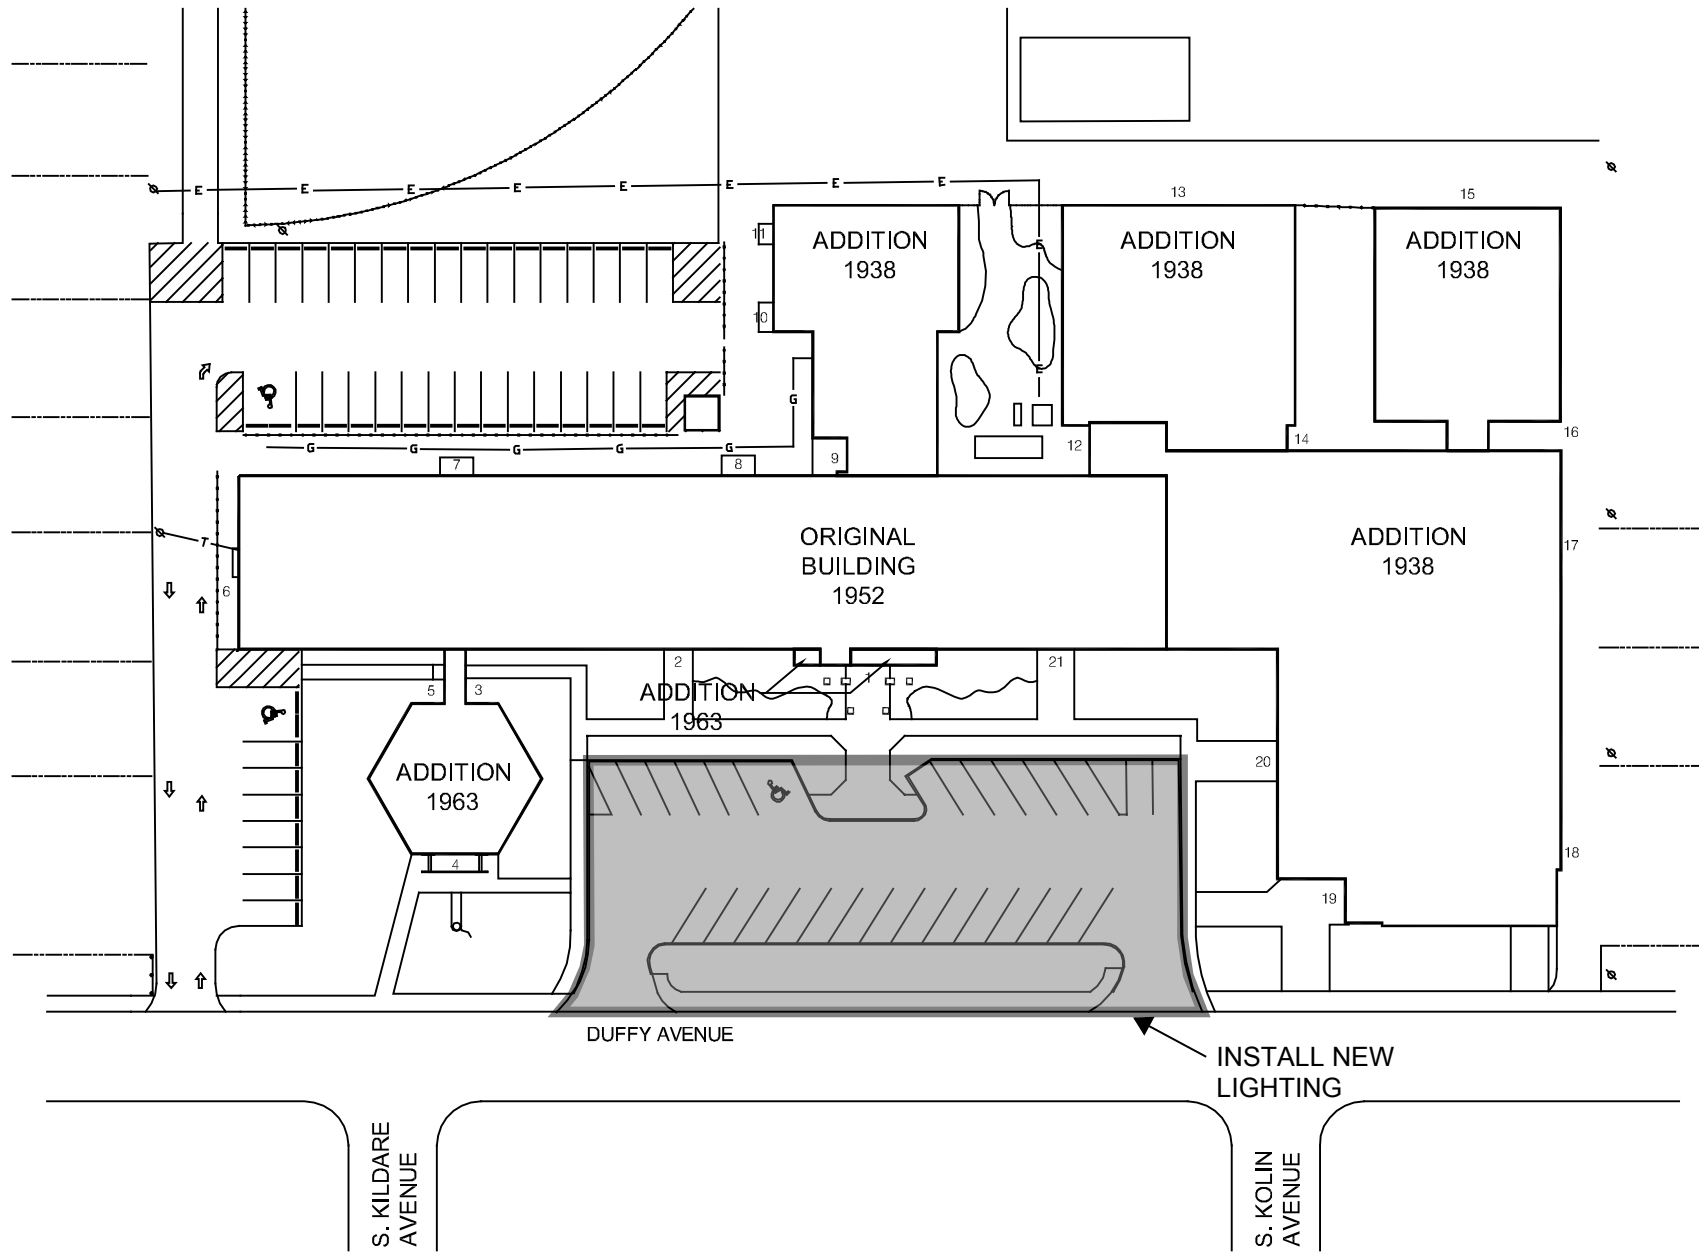 E E E E E E E E
13
15
11
ADDITION
1938
ADDITION
1938
ADDITION
1938
E
10
E
G
16
14
12
G G G G G
9
7
8
ORIGINAL
BUILDING
1952
ADDITION
1938
17
T
6
2
21
1
5
3
ADDITION
1963
ADDITION
1963
20
4
18
19
DUFFY AVENUE
INSTALL NEW
LIGHTING
S. KILDARE
AVENUE
S. KOLIN
AVENUE